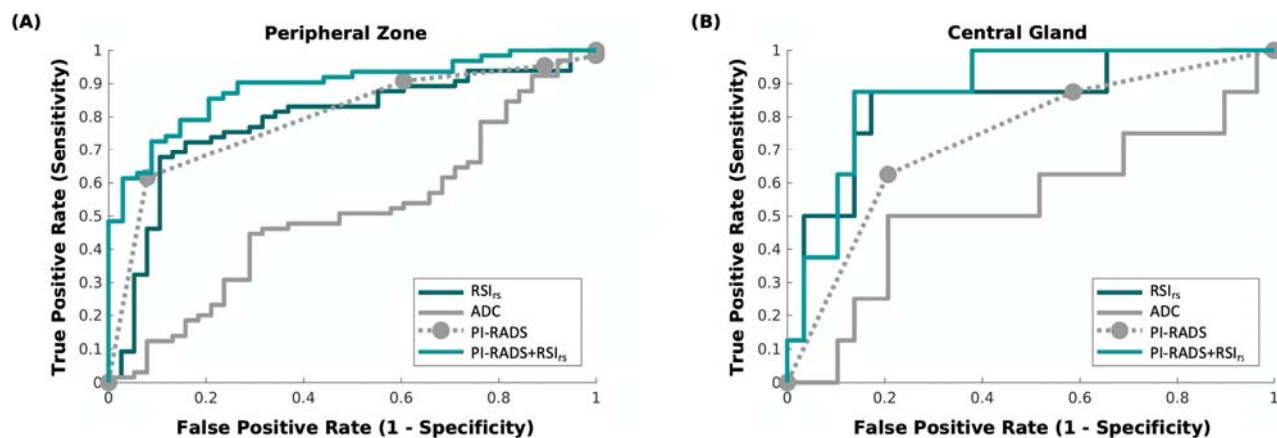 (A)
Peripheral Zone
True Positive Rate (Sensitivity)
1
0.9
0.8
0.7
0.6
0.5
0.4
0.3
0.2
0.1
0
0.2
0.4
0.6
0.8
1
False Positive Rate (1 - Specificity)
RSIrs
ADC
PI-RADS
PI-RADS+RSIrs
(B)
Central Gland
True Positive Rate (Sensitivity)
1
0.9
0.8
0.7
0.6
0.5
0.4
0.3
0.2
0.1
0
0
0.2
0.4
0.6
0.8
1
False Positive Rate (1 - Specificity)
RSIrs
ADC
PI-RADS
PI-RADS+RSIrs